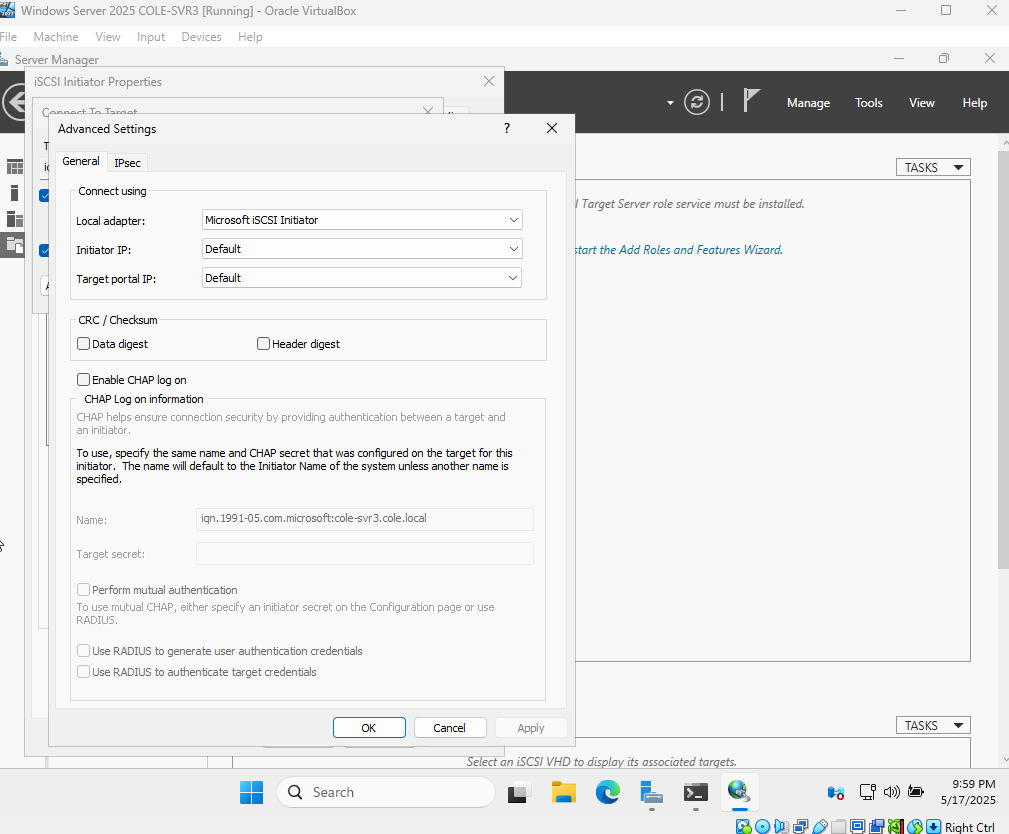 Windows Server 2025 COLE-SVR3 [Running] - Oracle VirtualBox
File Machine View Input Devices Help
Server Manager
iSCSI Initiator Properties
Manage Tools View Help
Connect To Target
Advanced Settings
General IPsec
TASKS
Connect using
Target Server role service must be installed.
Local adapter: Microsoft iSCSI Initiator
Initiator IP: Default
start the Add Roles and Features Wizard.
Target portal IP: Default
CRC / Checksum
Data digest Header digest
Enable CHAP log on
CHAP Log on information
CHAP helps ensure connection security by providing authentication between a target and
an initiator.
To use, specify the same name and CHAP secret that was configured on the target for this
initiator. The name will default to the Initiator Name of the system unless another name is
specified.
Name: iqn.1991-05.com.microsoft:cole-svr3.cole.local
Target secret:
Perform mutual authentication
To use mutual CHAP, either specify an initiator secret on the Configuration page or use
RADIUS.
Use RADIUS to generate user authentication credentials
Use RADIUS to authenticate target credentials
OK Cancel Apply
TASKS
Select an iSCSI VHD to display its associated targets.
Search
9:59 PM
5/17/2025
Right Ctrl